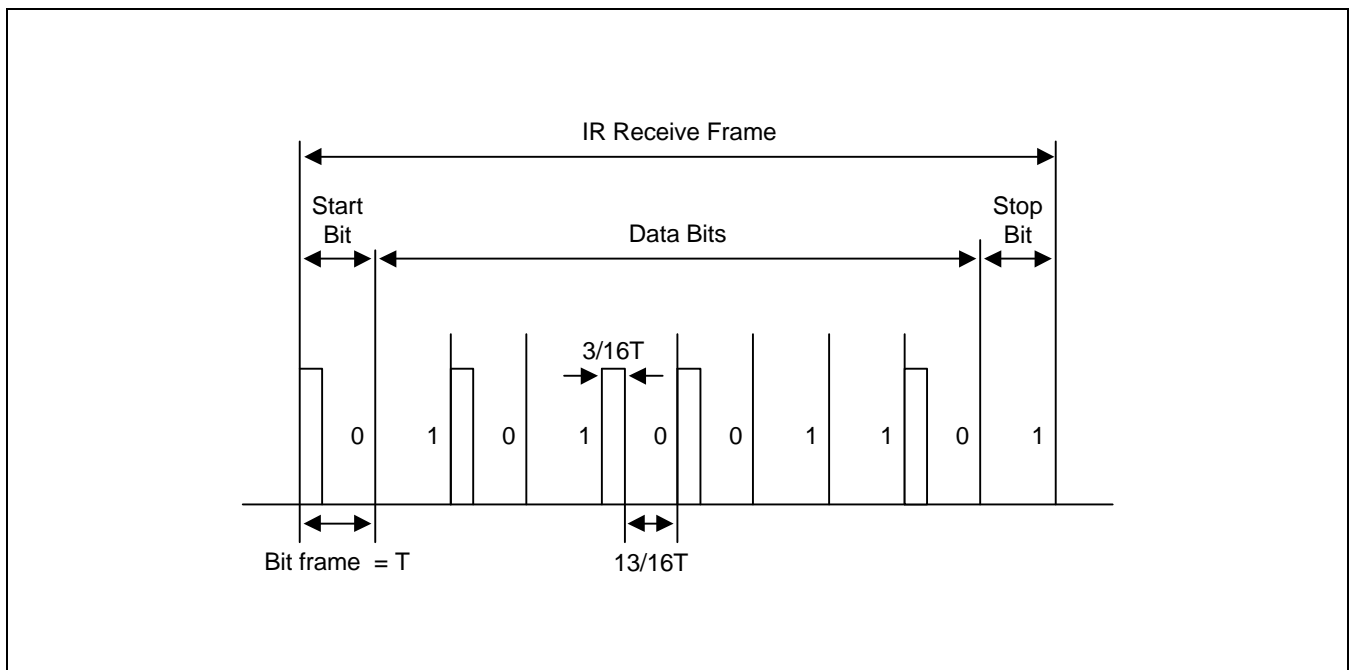 IR Receive Frame
Start
Bit
Data Bits
Stop
Bit
3/16T
0 1 0 1 0 0 1 1 0 1
Bit frame = T
13/16T